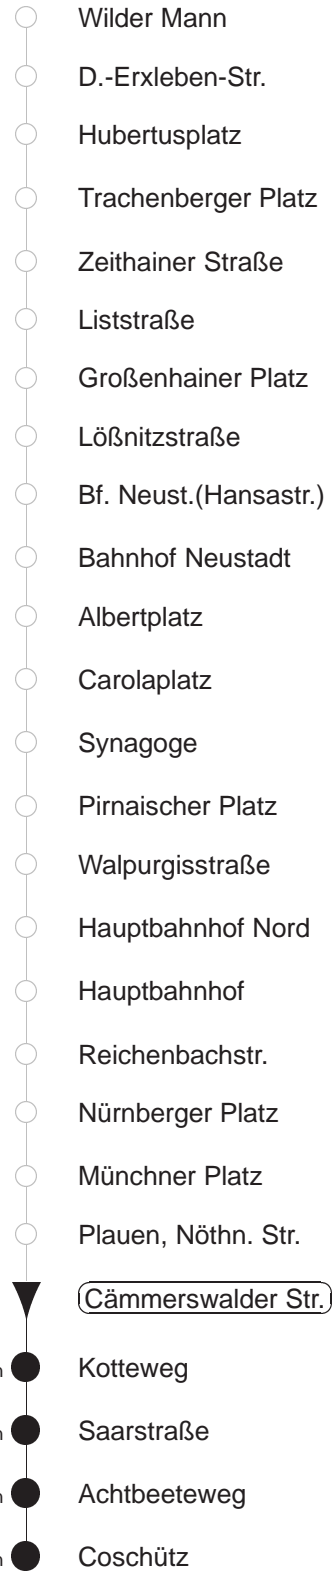 Wilder Mann
D.-Erxleben-Str.
Hubertusplatz
Trachenberger Platz
Zeithainer Straße
Liststraße
Großenhainer Platz
Lößnitzstraße
Bf. Neust.(Hansastr.)
Bahnhof Neustadt
Albertplatz
Carolaplatz
Synagoge
Pirnaischer Platz
Walpurgisstraße
Hauptbahnhof Nord
Hauptbahnhof
Reichenbachstr.
Nürnberger Platz
Münchner Platz
Plauen, Nöthn. Str.
Cämmerswalder Str.
Kotteweg
Saarstraße
Achtbeeteweg
Coschütz